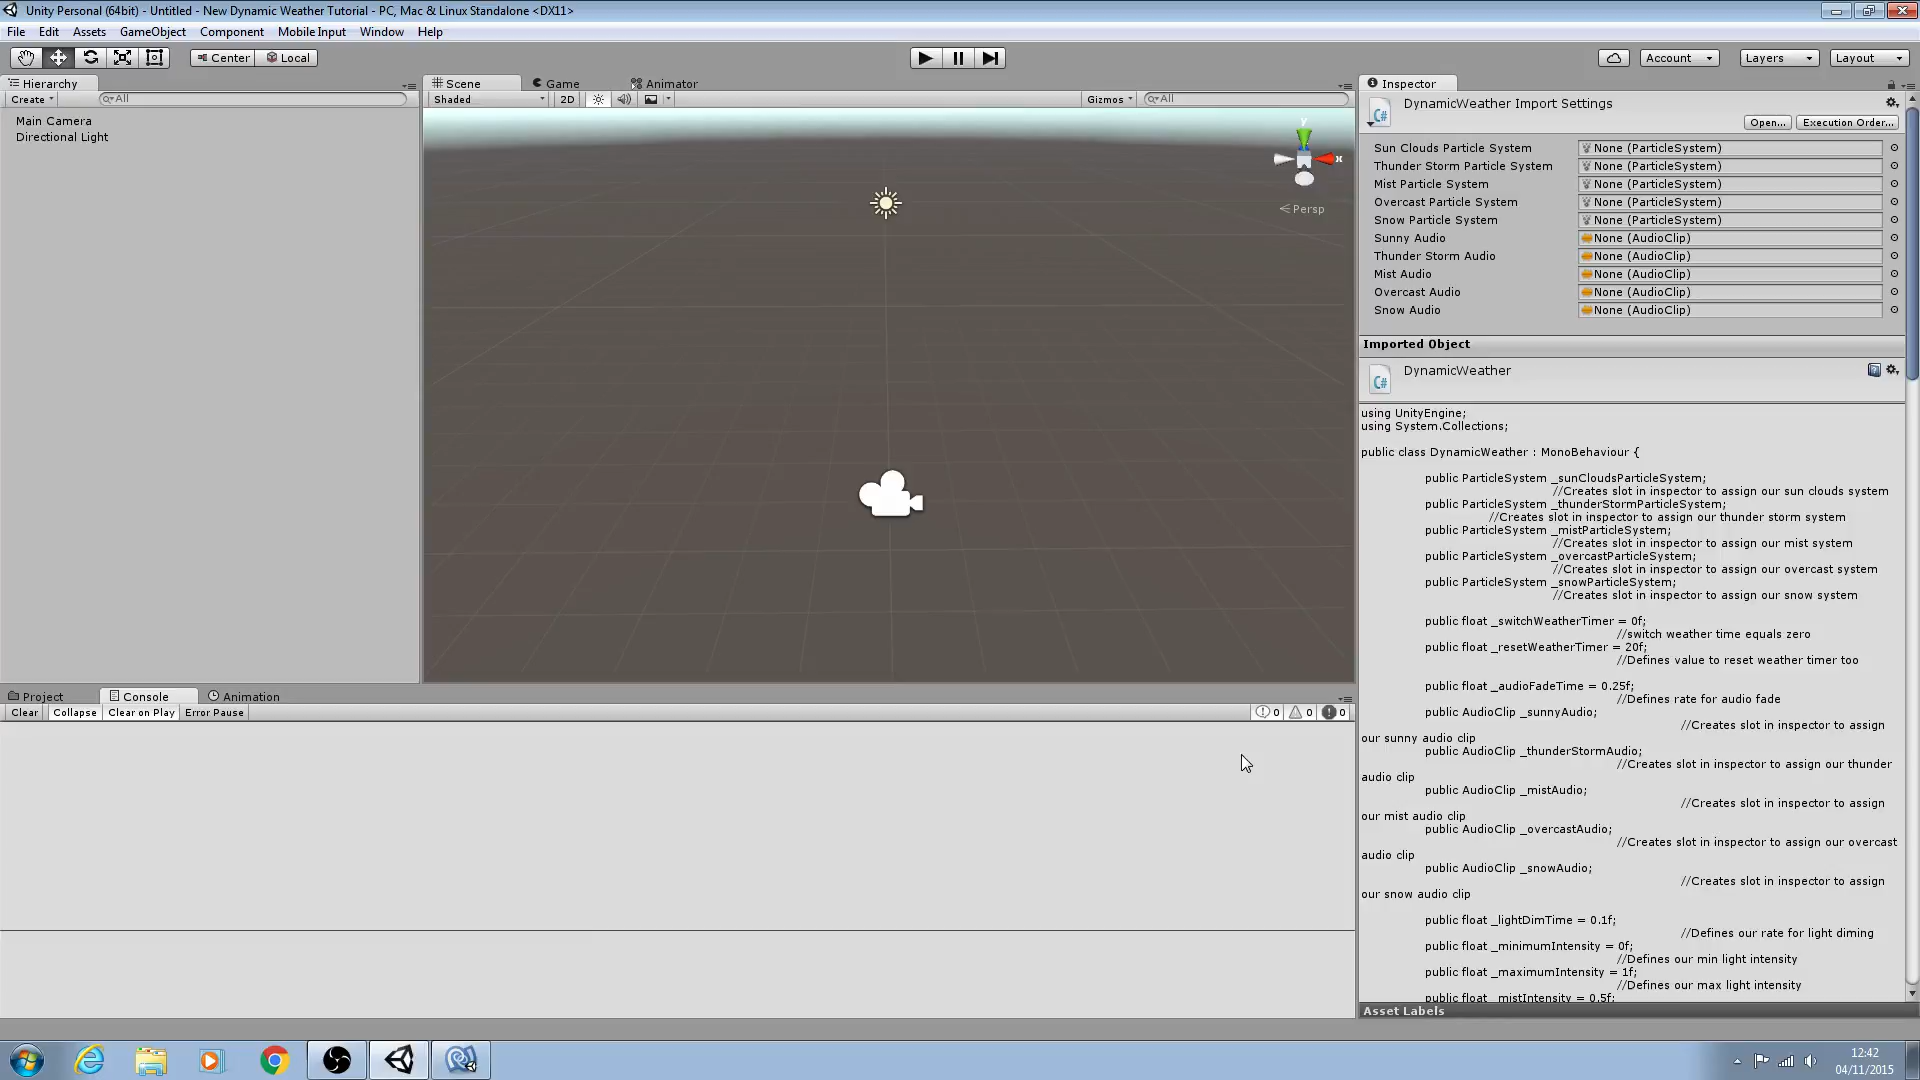 Unity Personal (64bit) - Untitled - New Dynamic Weather Tutorial - PC, Mac & Linux Standalone <DX11>
File Edit Assets GameObject Component Mobile Input Window Help
Center Local Account Layers Layout
Hierarchy
Create All
Main Camera
Directional Light
Scene Game Animator
Shaded 2D Gizmos All
y
x
Persp
Inspector
DynamicWeather Import Settings
Open... Execution Order...
Sun Clouds Particle System None (ParticleSystem)
Thunder Storm Particle System None (ParticleSystem)
Mist Particle System None (ParticleSystem)
Overcast Particle System None (ParticleSystem)
Snow Particle System None (ParticleSystem)
Sunny Audio None (AudioClip)
Thunder Storm Audio None (AudioClip)
Mist Audio None (AudioClip)
Overcast Audio None (AudioClip)
Snow Audio None (AudioClip)
Imported Object
C#
DynamicWeather
using UnityEngine;
using System.Collections;
public class DynamicWeather : MonoBehaviour {
public ParticleSystem _sunCloudsParticleSystem;
//Creates slot in inspector to assign our sun clouds system
public ParticleSystem _thunderStormParticleSystem;
//Creates slot in inspector to assign our thunder storm system
public ParticleSystem _mistParticleSystem;
//Creates slot in inspector to assign our mist system
public ParticleSystem _overcastParticleSystem;
//Creates slot in inspector to assign our overcast system
public ParticleSystem _snowParticleSystem;
//Creates slot in inspector to assign our snow system
public float _switchWeatherTimer = 0f;
//switch weather time equals zero
public float _resetWeatherTimer = 20f;
//Defines value to reset weather timer too
public float _audioFadeTime = 0.25f;
//Defines rate for audio fade
public AudioClip _sunnyAudio;
//Creates slot in inspector to assign
our sunny audio clip
public AudioClip _thunderStormAudio;
//Creates slot in inspector to assign our thunder
audio clip
public AudioClip _mistAudio;
//Creates slot in inspector to assign
our mist audio clip
public AudioClip _overcastAudio;
//Creates slot in inspector to assign our overcast
audio clip
public AudioClip _snowAudio;
//Creates slot in inspector to assign
our snow audio clip
public float _lightDimTime = 0.1f;
//Defines our rate for light diming
public float _minimumIntensity = 0f;
//Defines our min light intensity
public float _maximumIntensity = 1f;
//Defines our max light intensity
public float _mistIntensity = 0.5f;
Asset Labels
Project Console Animation
Clear Collapse Clear on Play Error Pause 0 0 0
12:42
04/11/2015